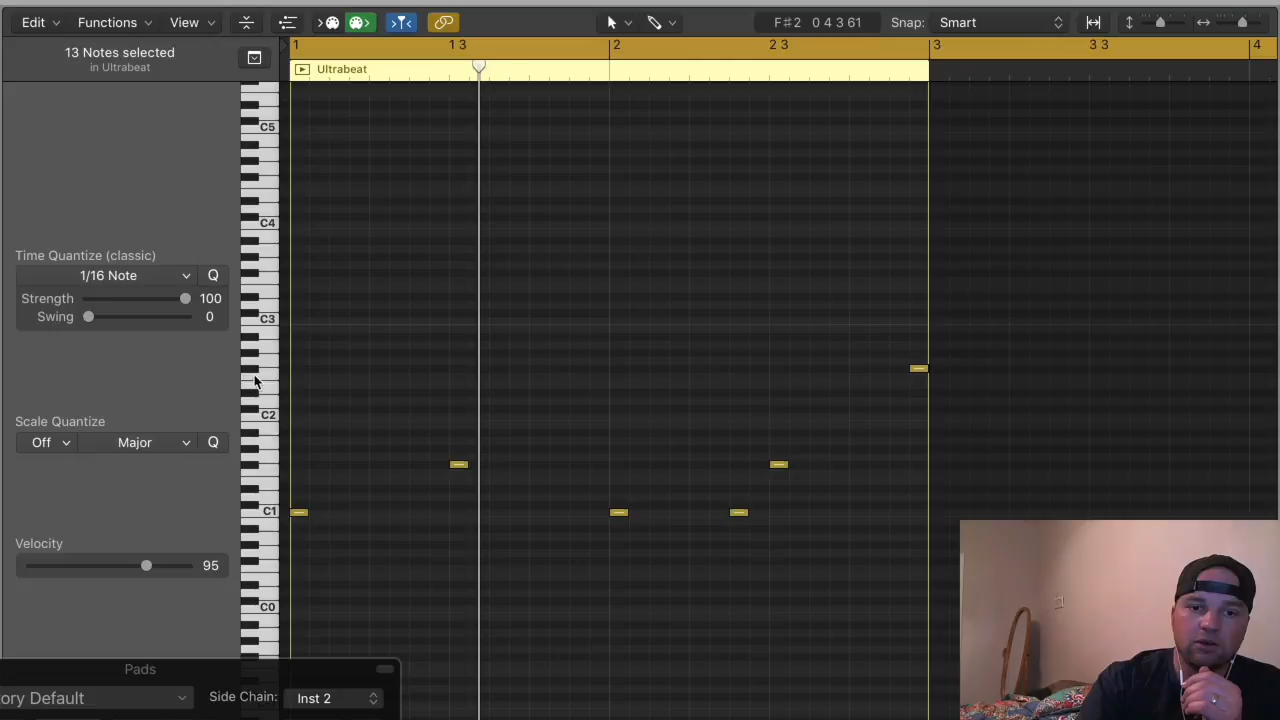 Edit Functions View F♯2 0 4 3 61 Snap: Smart
13 Notes selected
in Ultrabeat
1 1 3 2 2 3 3 3 3 4
Ultrabeat
C5
C4
Time Quantize (classic)
1/16 Note Q
Strength 100
Swing 0
C3
C2
Scale Quantize
Off Major Q
C1
Velocity
95
C0
Pads
ory Default Side Chain: Inst 2